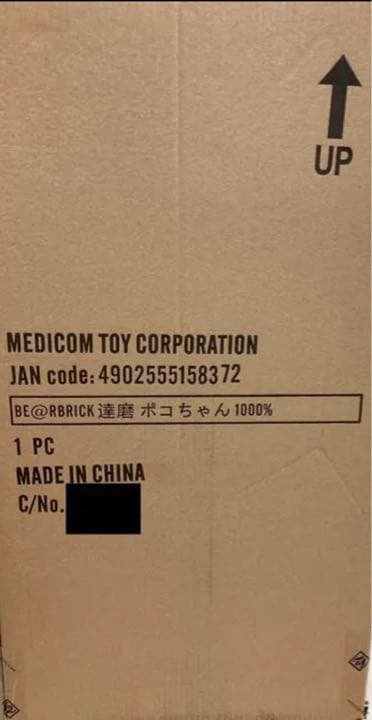 UP
MEDICOM TOY CORPORATION
JAN code: 4902555158372
BE@RBRICK 達磨 ポコちゃん 1000%
1 PC
MADE IN CHINA
C/No.